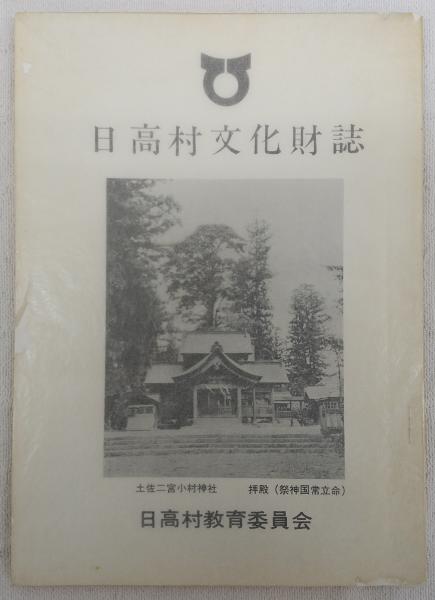 日高村文化財誌
土佐二宮小村神社 拝殿（祭神国常立命）
日高村教育委員会